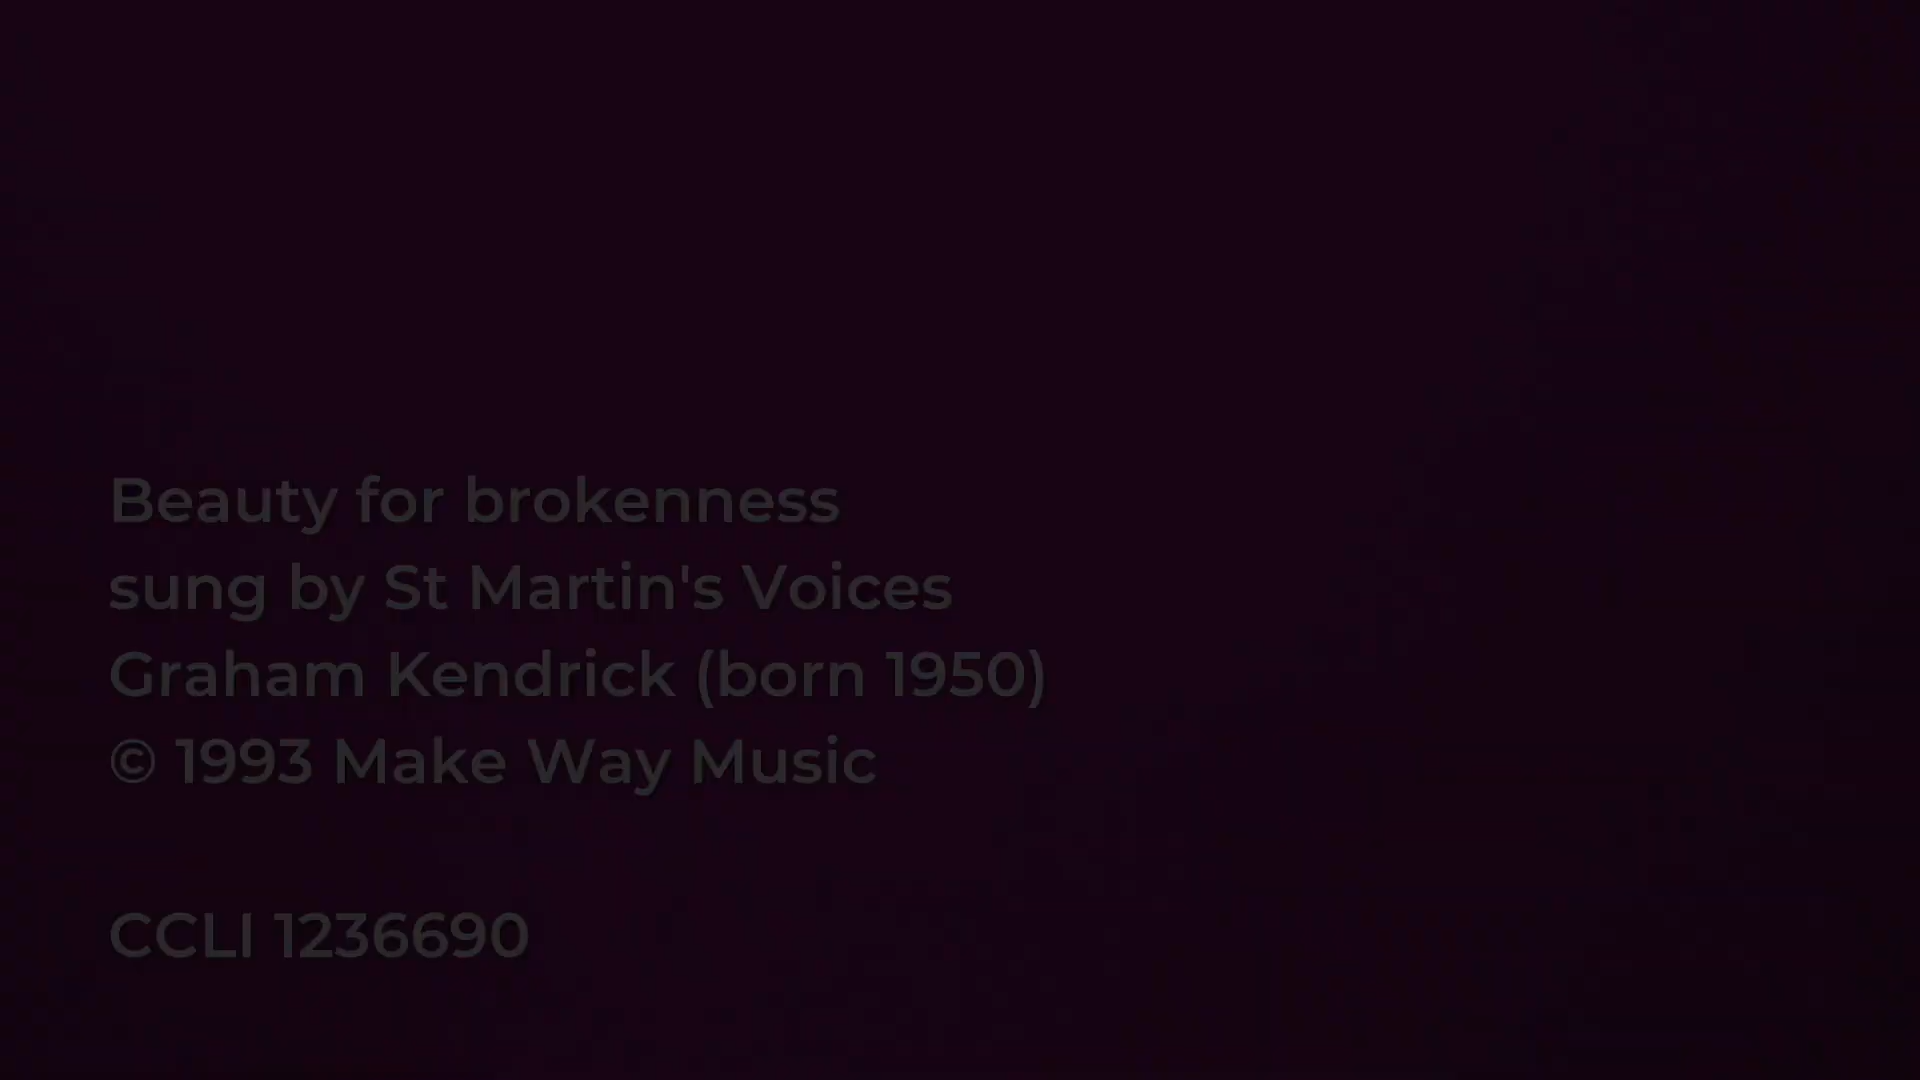 Beauty for brokenness
sung by St Martin's Voices
Graham Kendrick (born 1950)
© 1993 Make Way Music
CCLI 1236690